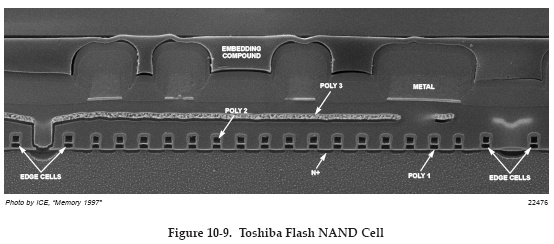 EMBEDDING
COMPOUND
POLY 3
METAL
POLY 2
EDGE CELLS
N+
POLY 1
EDGE CELLS
Photo by ICE, "Memory 1997"
22476
Figure 10-9. Toshiba Flash NAND Cell